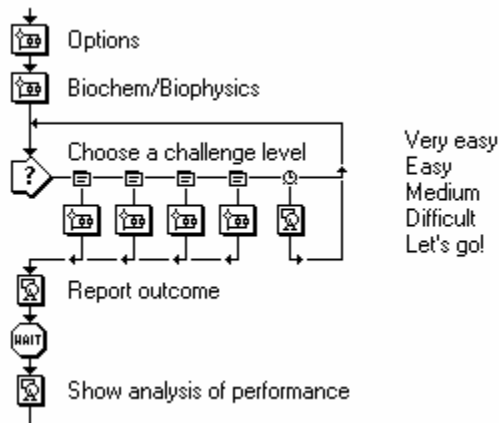 Options
Biochem/Biophysics
Choose a challenge level
?
Very easy
Easy
Medium
Difficult
Let's go!
Report outcome
WAIT
Show analysis of performance